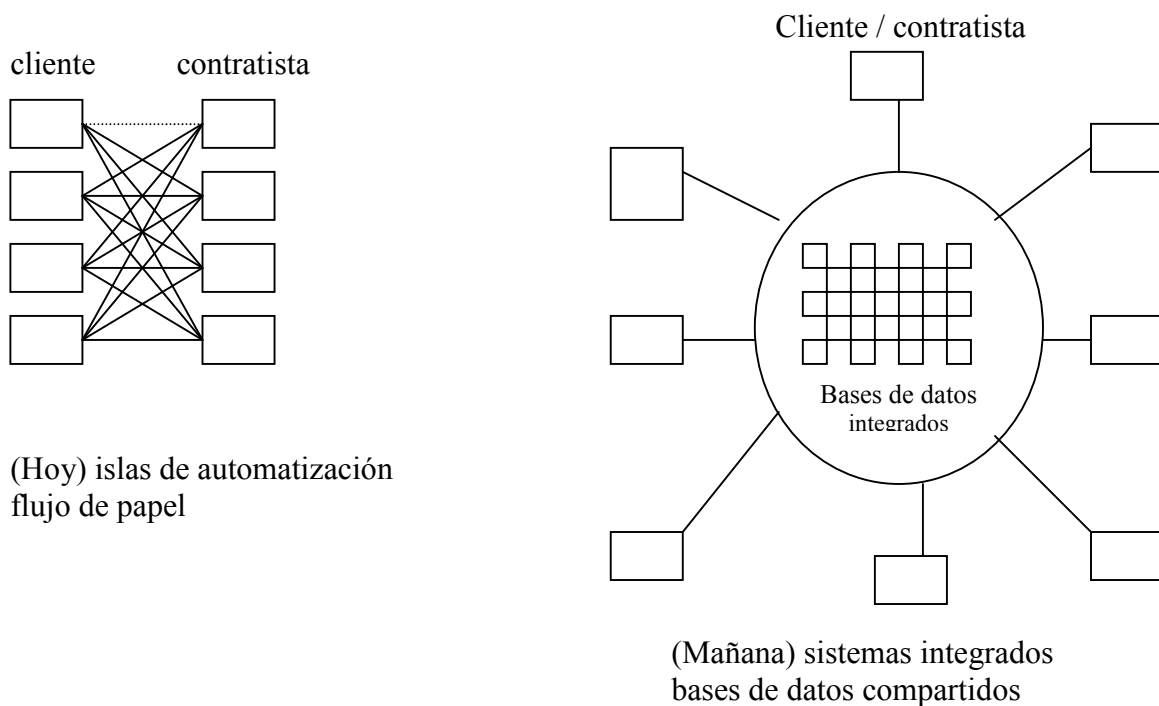 cliente contratista
(Hoy) islas de automatización
flujo de papel
Cliente / contratista
Bases de datos
integrados
(Mañana) sistemas integrados
bases de datos compartidos